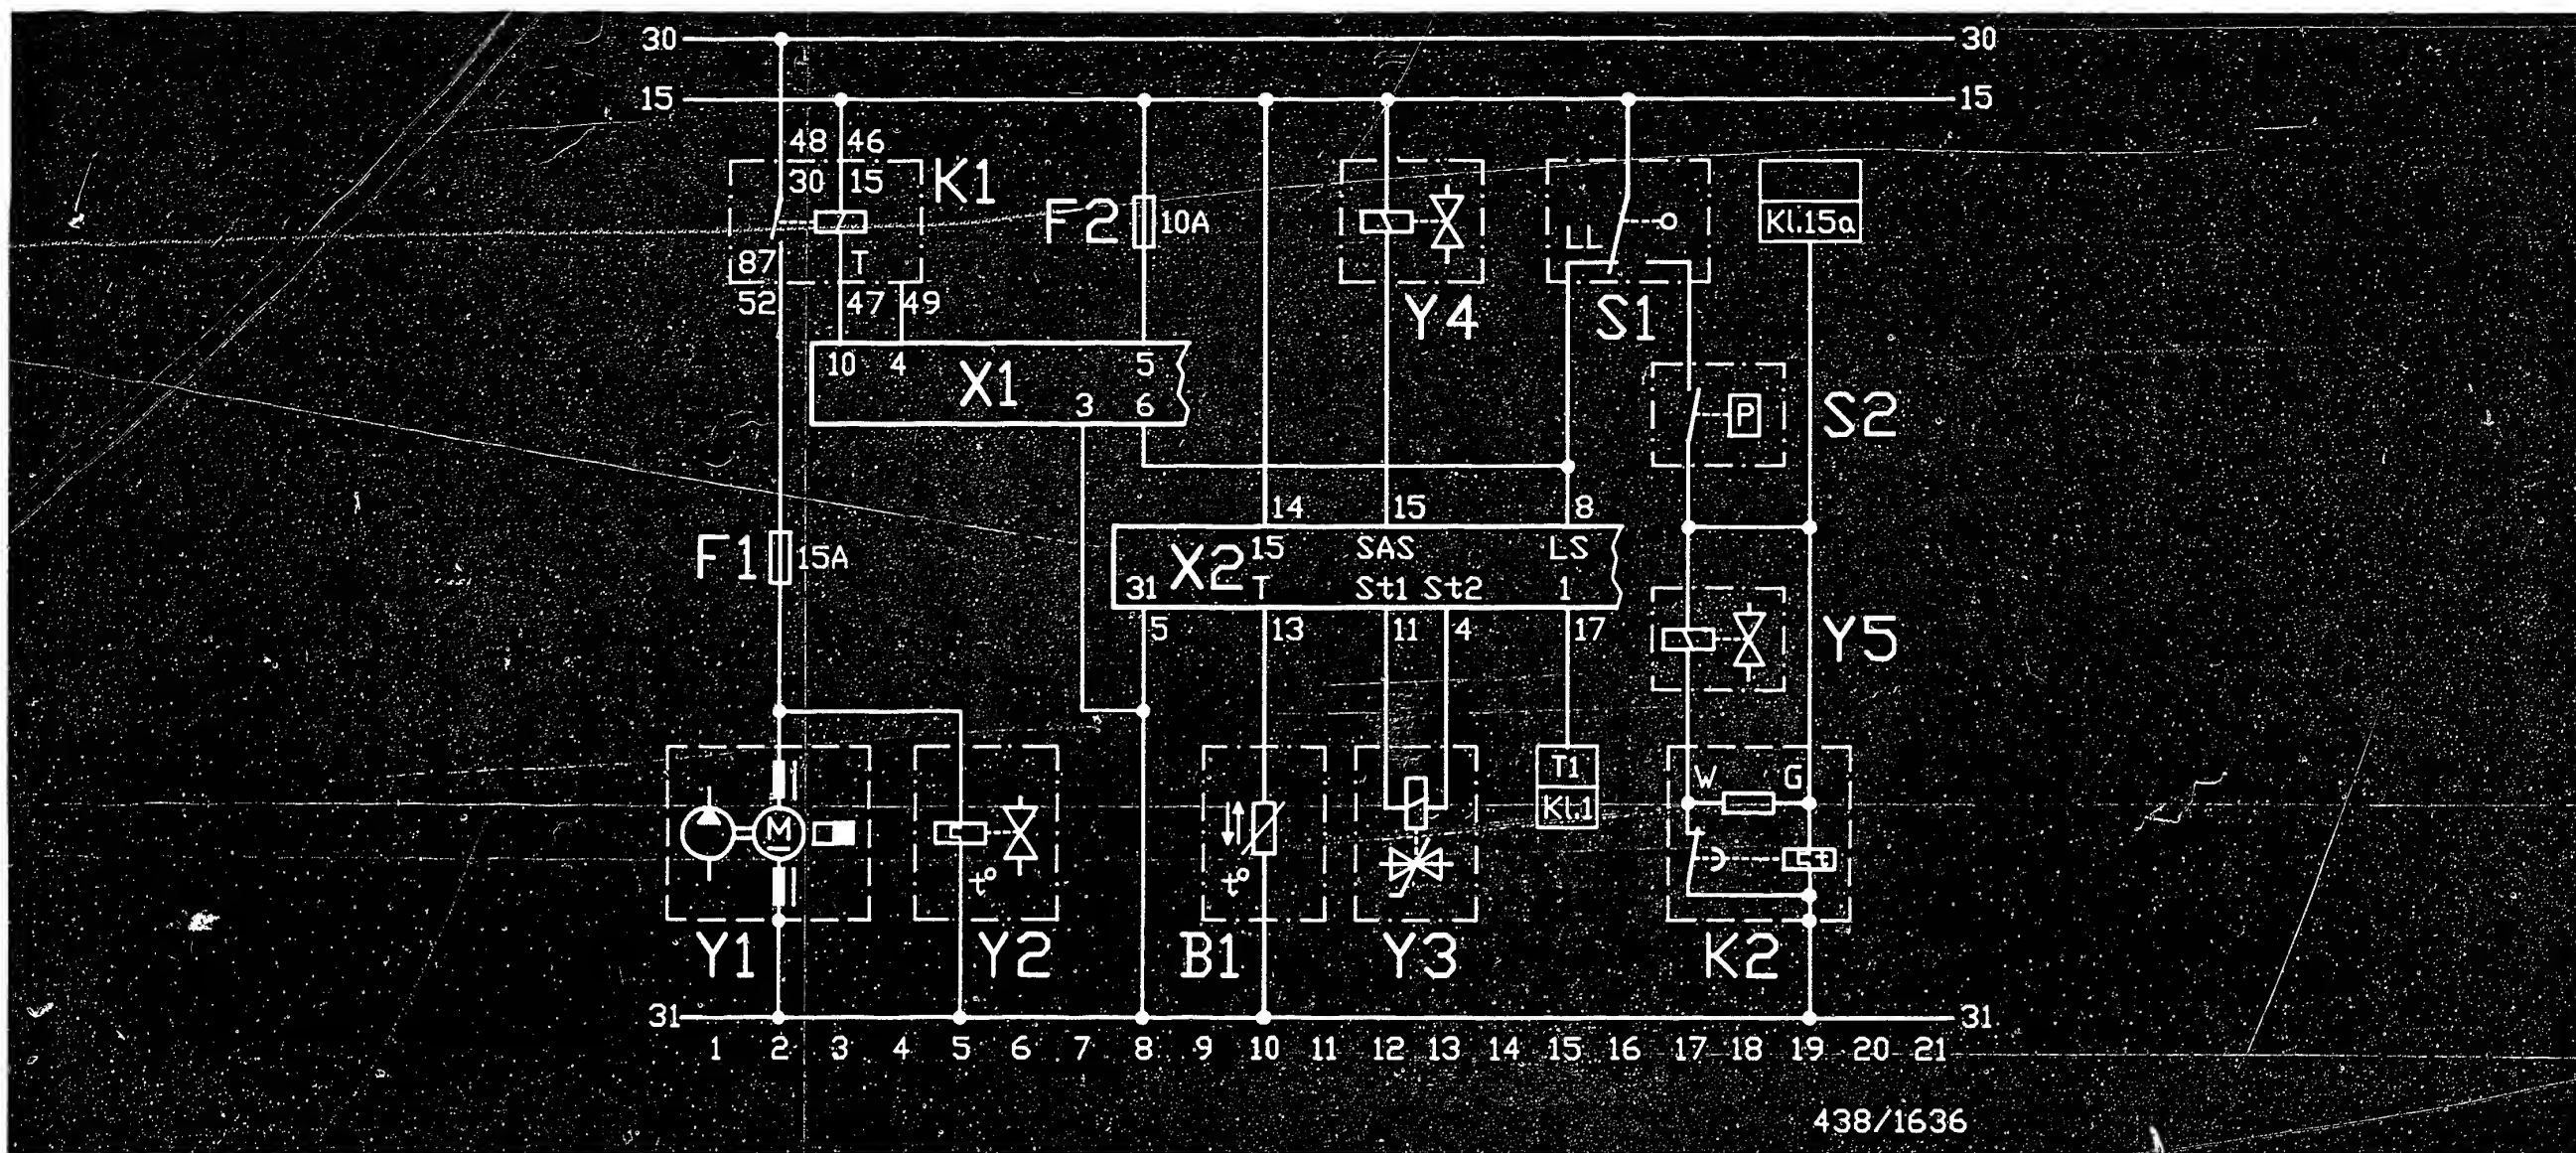 30 30
15 15
48 46
30 15 K1
F2 10A
LL
Kl.15a
87 T
52 47 49
Y4 S1
10 4 X1 5
3 6
P S2
14 15 8
F1 15A
X2 15 SAS LS
31 T St1 St2 1
5 13 11 4 17
Y5
T1
Kl.1
W G
M
t°
t°
Y1 Y2 B1 Y3 K2
31 31
1 2 3 4 5 6 7 8 9 10 11 12 13 14 15 16 17 18 19 20 21
438/1636